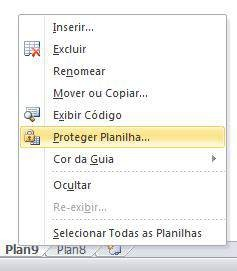 Inserir...
Excluir
Renomear
Mover ou Copiar...
Exibir Código
Proteger Planilha...
Cor da Guia
Ocultar
Re-exibir...
Selecionar Todas as Planilhas
Plan9 Plan8